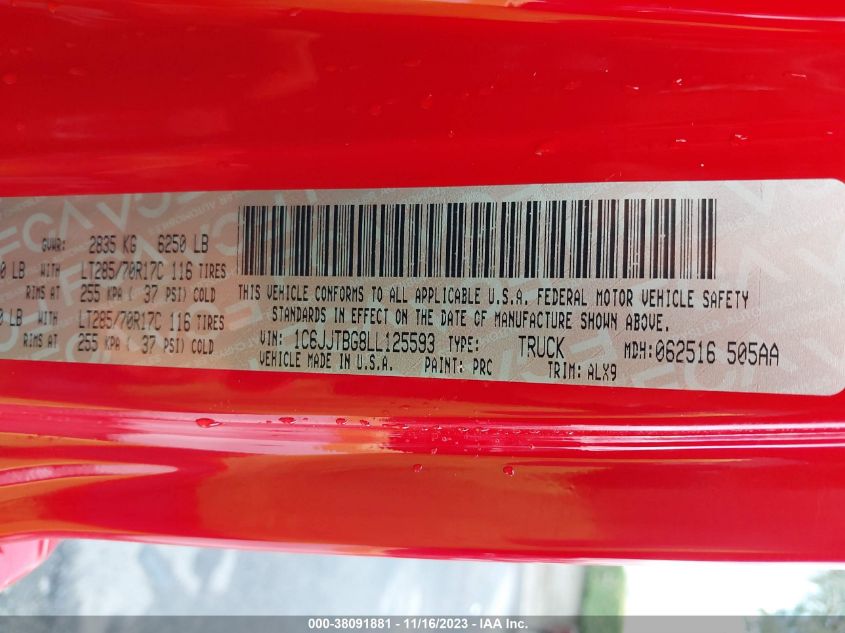 GVWR: 2835 KG 6250 LB
0 LB WITH LT285/70R17C 116 TIRES
RIMS AT 255 KPA ( 37 PSI) COLD
0 LB WITH LT285/70R17C 116 TIRES
RIMS AT 255 KPA ( 37 PSI) COLD
THIS VEHICLE CONFORMS TO ALL APPLICABLE U.S.A. FEDERAL MOTOR VEHICLE SAFETY
STANDARDS IN EFFECT ON THE DATE OF MANUFACTURE SHOWN ABOVE.
VIN: 1C6JJTBG8LL125593 TYPE: TRUCK MDH:062516 505AA
VEHICLE MADE IN U.S.A. PAINT: PRC TRIM: ALX9
000-38091881 - 11/16/2023 - IAA Inc.